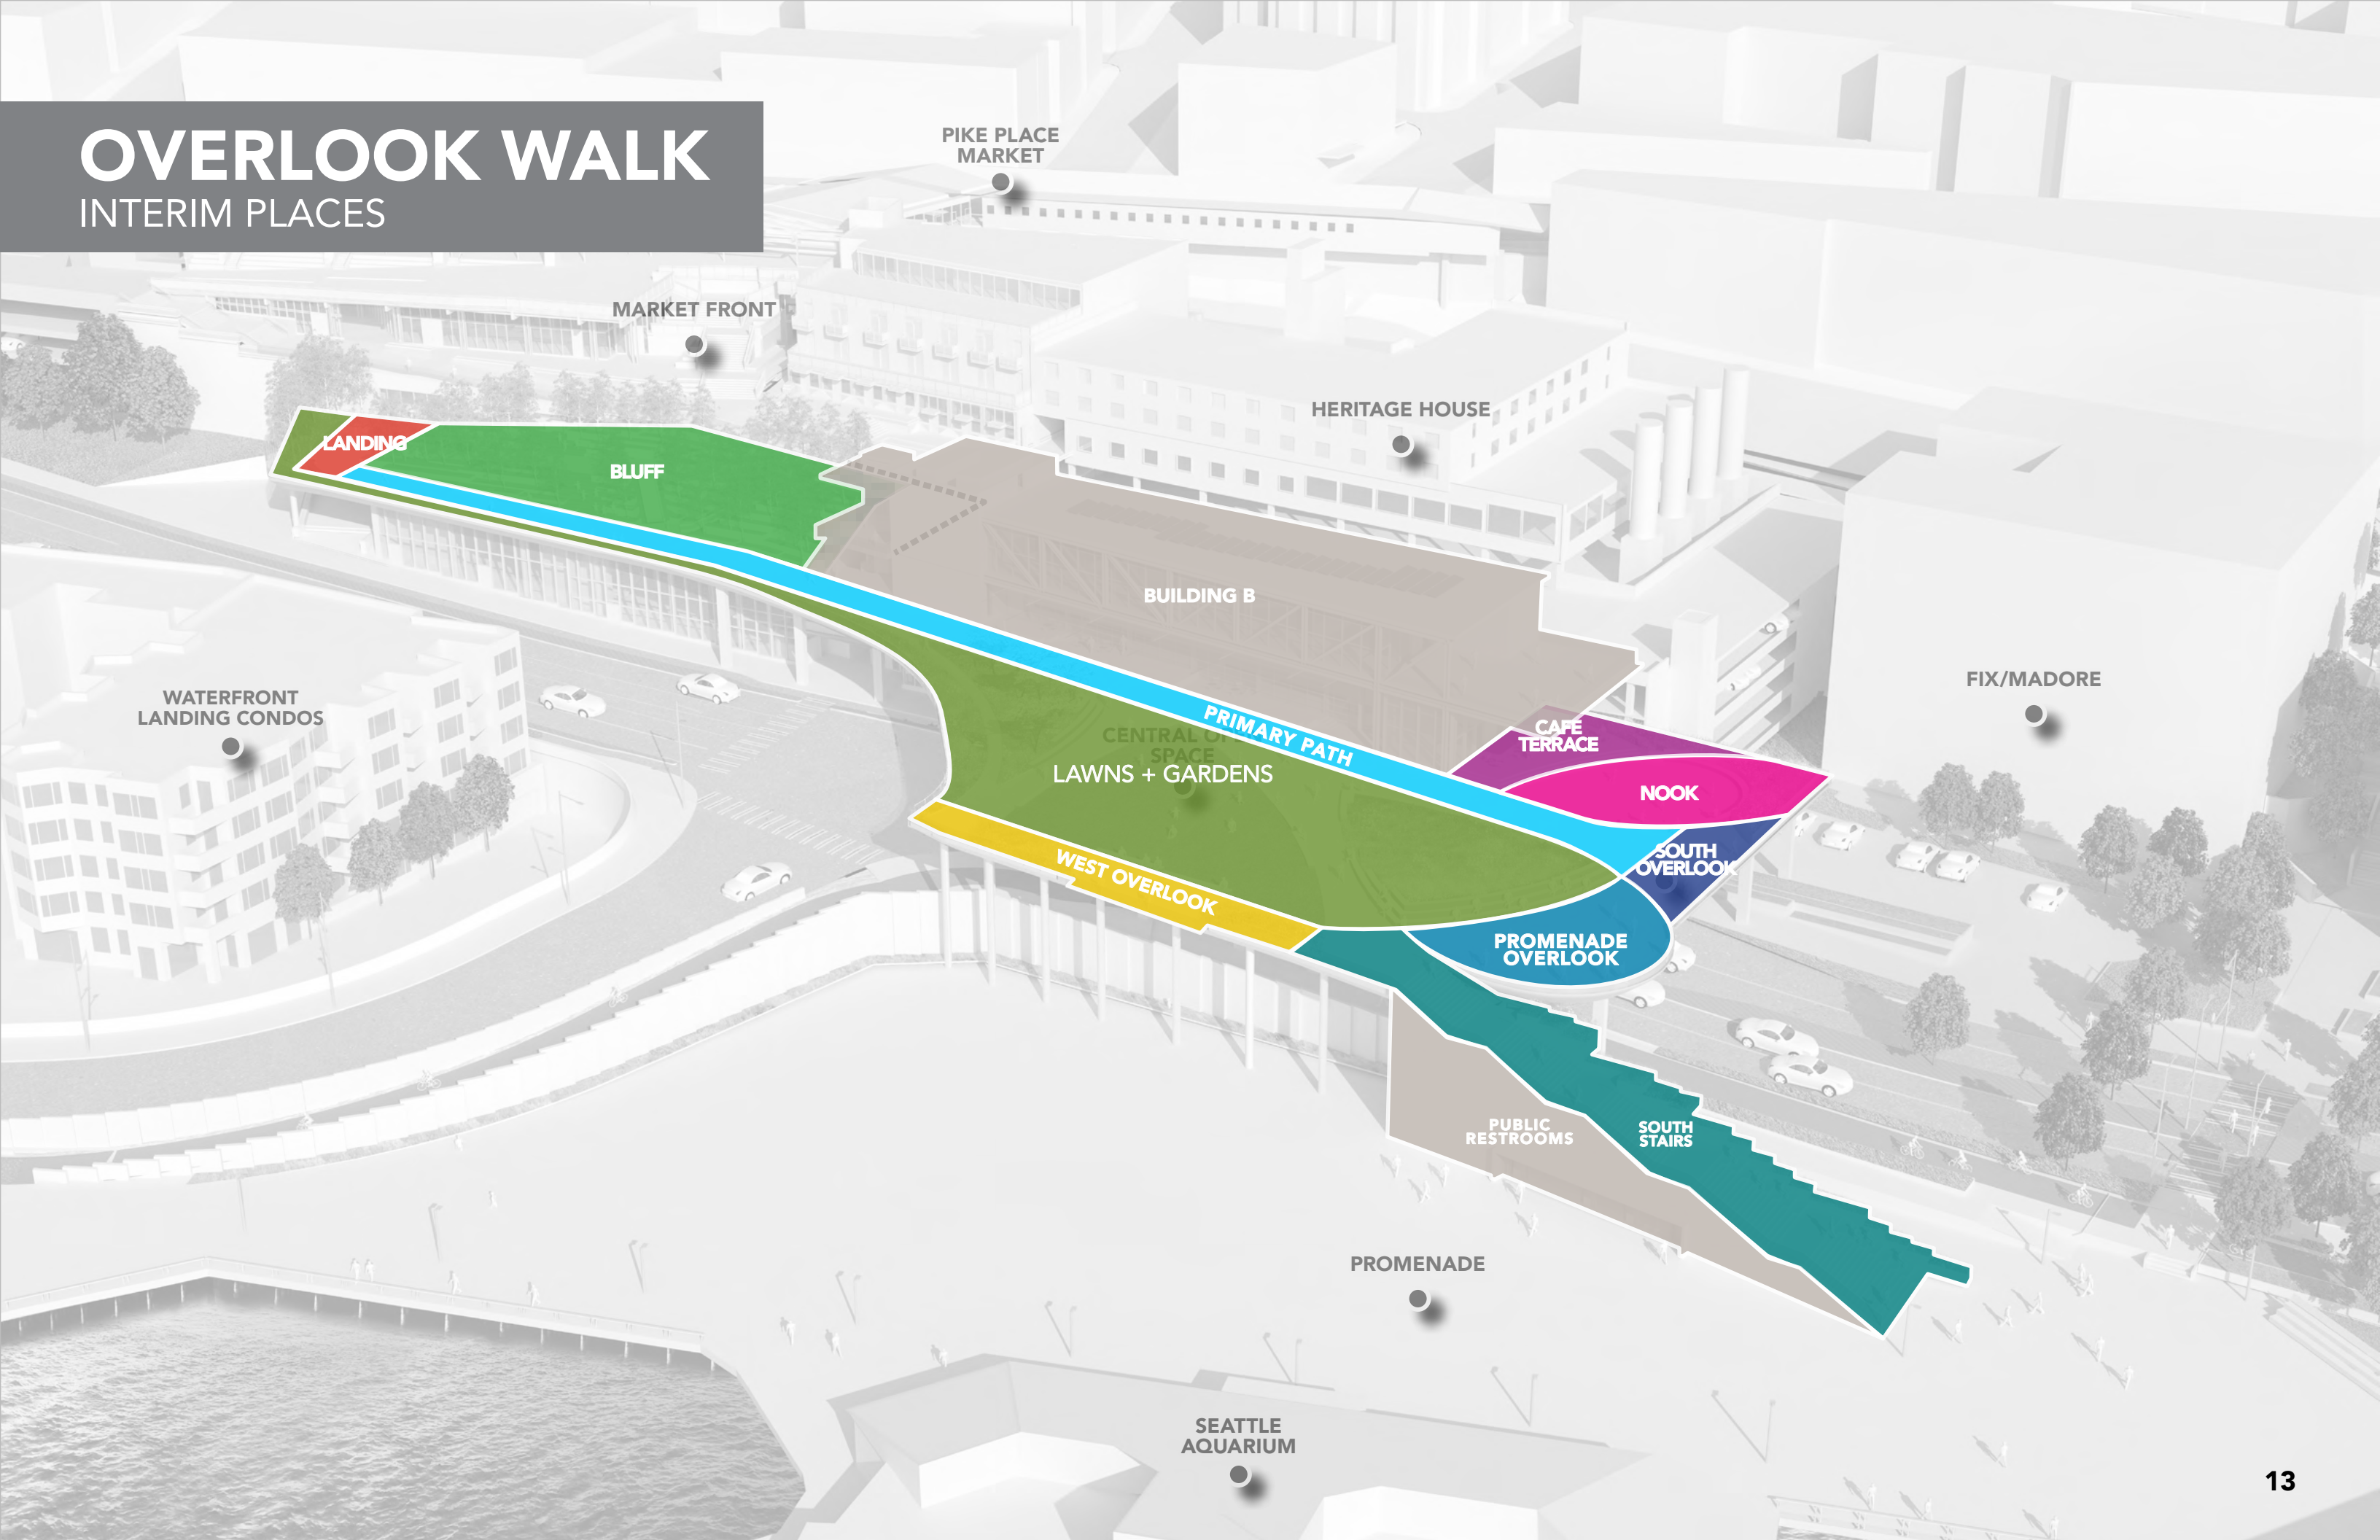 OVERLOOK WALK
INTERIM PLACES
PIKE PLACE
MARKET
MARKET FRONT
HERITAGE HOUSE
LANDING
BLUFF
BUILDING B
WATERFRONT
LANDING CONDOS
FIX/MADORE
PRIMARY PATH
CENTRAL
SPACE
LAWNS + GARDENS
CAFE
TERRACE
NOOK
SOUTH
OVERLOOK
WEST OVERLOOK
PROMENADE
OVERLOOK
PUBLIC
RESTROOMS
SOUTH
STAIRS
PROMENADE
SEATTLE
AQUARIUM
13